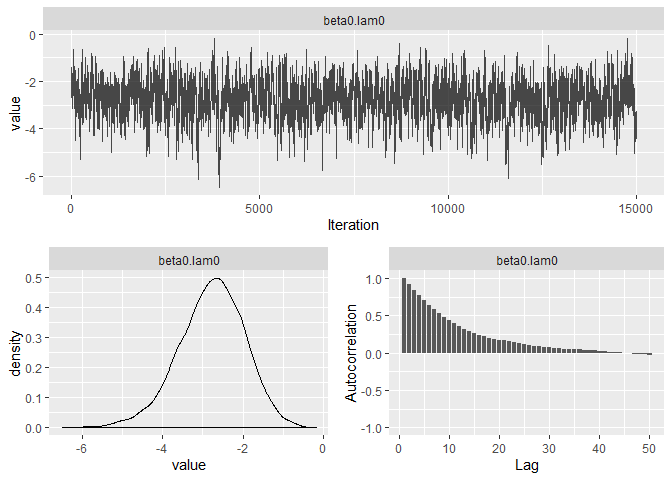 beta0.lam0
value
0
-2
-4
-6
0 5000 10000 15000
Iteration
beta0.lam0
density
0.5
0.4
0.3
0.2
0.1
0.0
-6 -4 -2 0
value
beta0.lam0
Autocorrelation
1.0
0.5
0.0
-0.5
-1.0
0 10 20 30 40 50
Lag